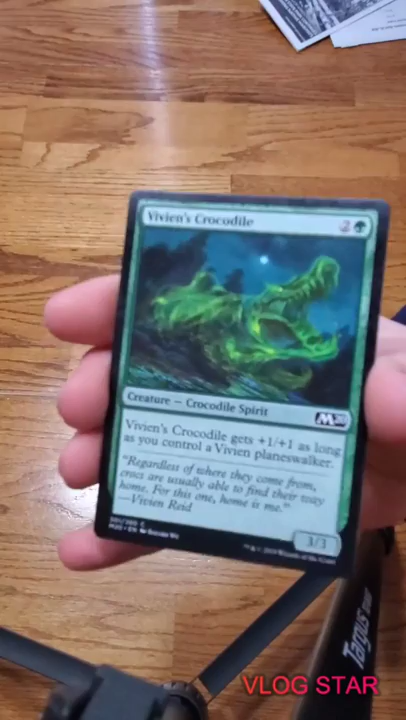 Vivien's Crocodile 2
Creature — Crocodile Spirit
M20
Vivien's Crocodile gets +1/+1 as long
as you control a Vivien planeswalker.
"Regardless of where they come from,
crocs are usually able to find their way
home. For this one, home is me."
—Vivien Reid
3/3
Targus
VLOG STAR